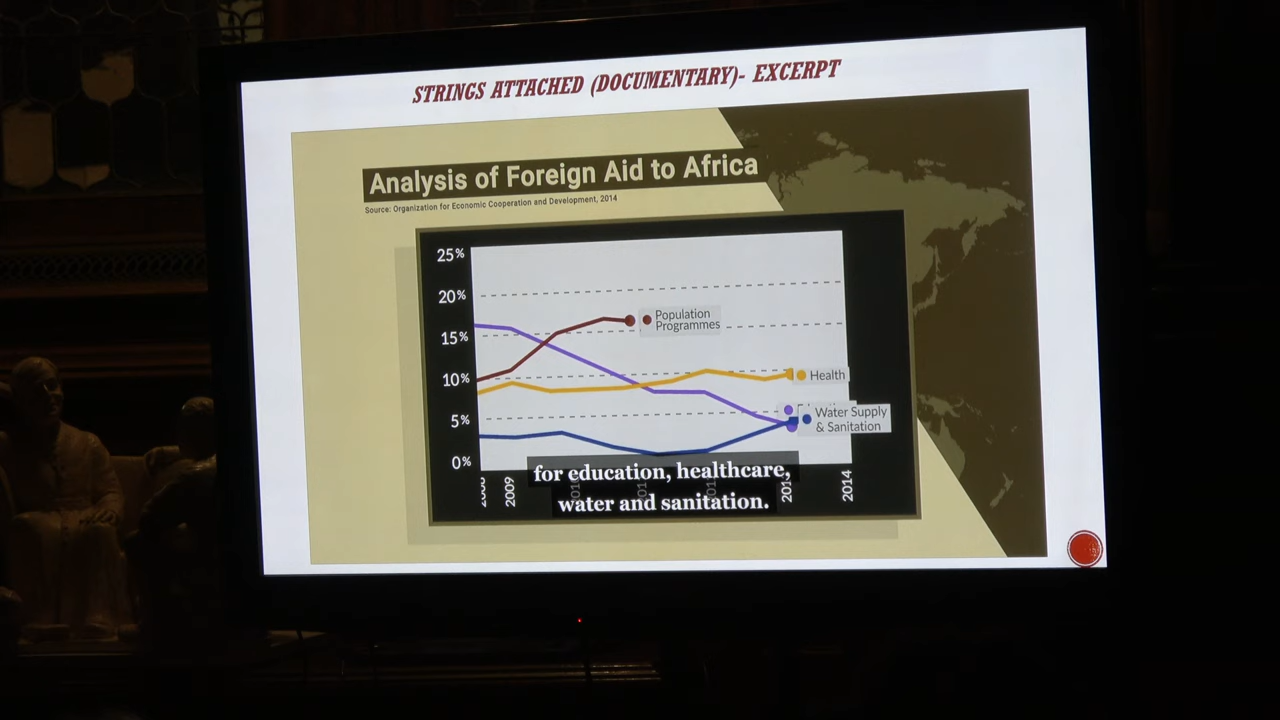 STRINGS ATTACHED (DOCUMENTARY)- EXCERPT
Analysis of Foreign Aid to Africa
Source: Organization for Economic Cooperation and Development, 2014
25%
20%
15%
10%
5%
0%
Population
Programmes
Health
Water Supply
& Sanitation
2009
2014
for education, healthcare,
water and sanitation.